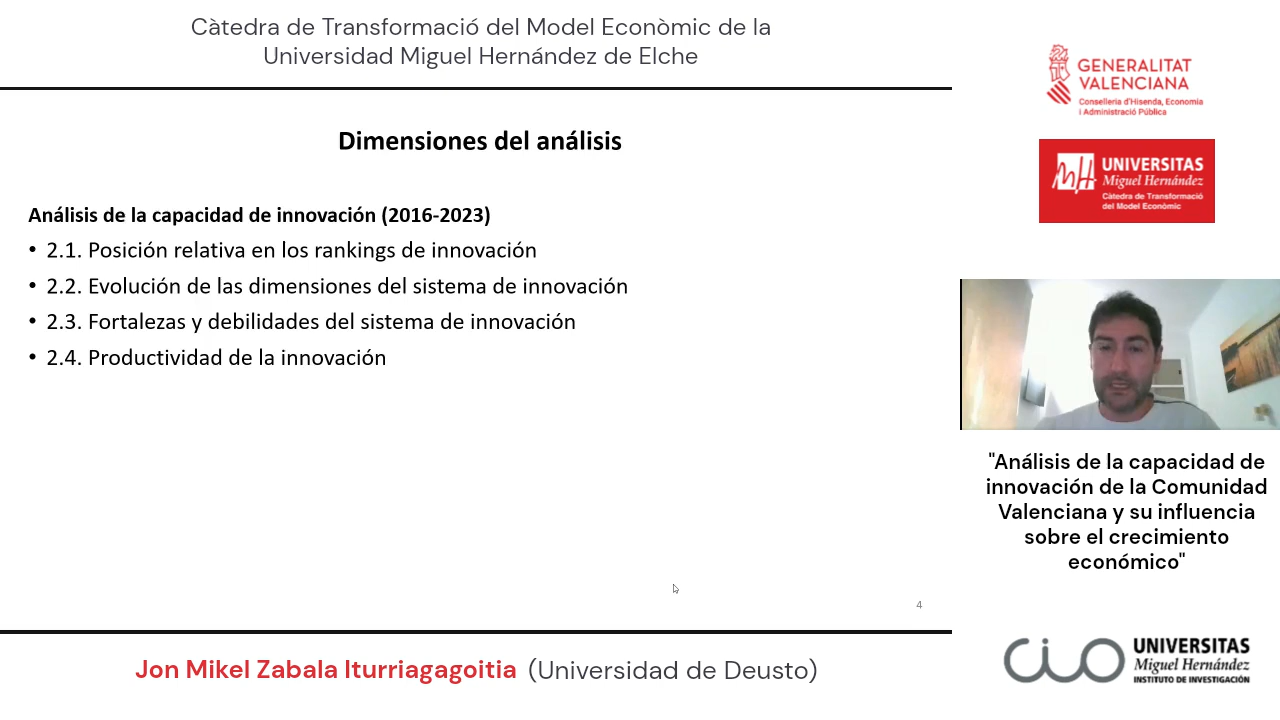 Càtedra de Transformació del Model Econòmic de la
Universidad Miguel Hernández de Elche
Dimensiones del análisis
Análisis de la capacidad de innovación (2016-2023)
• 2.1. Posición relativa en los rankings de innovación
• 2.2. Evolución de las dimensiones del sistema de innovación
• 2.3. Fortalezas y debilidades del sistema de innovación
• 2.4. Productividad de la innovación
4
Jon Mikel Zabala Iturriagagoitia (Universidad de Deusto)
GENERALITAT
VALENCIANA
Conselleria d'Hisenda, Economia
i Administració Pública
UNIVERSITAS
Miguel Hernández
Càtedra de Transformació
del Model Econòmic
"Análisis de la capacidad de
innovación de la Comunidad
Valenciana y su influencia
sobre el crecimiento
económico"
CIO
UNIVERSITAS
Miguel Hernández
INSTITUTO DE INVESTIGACIÓN